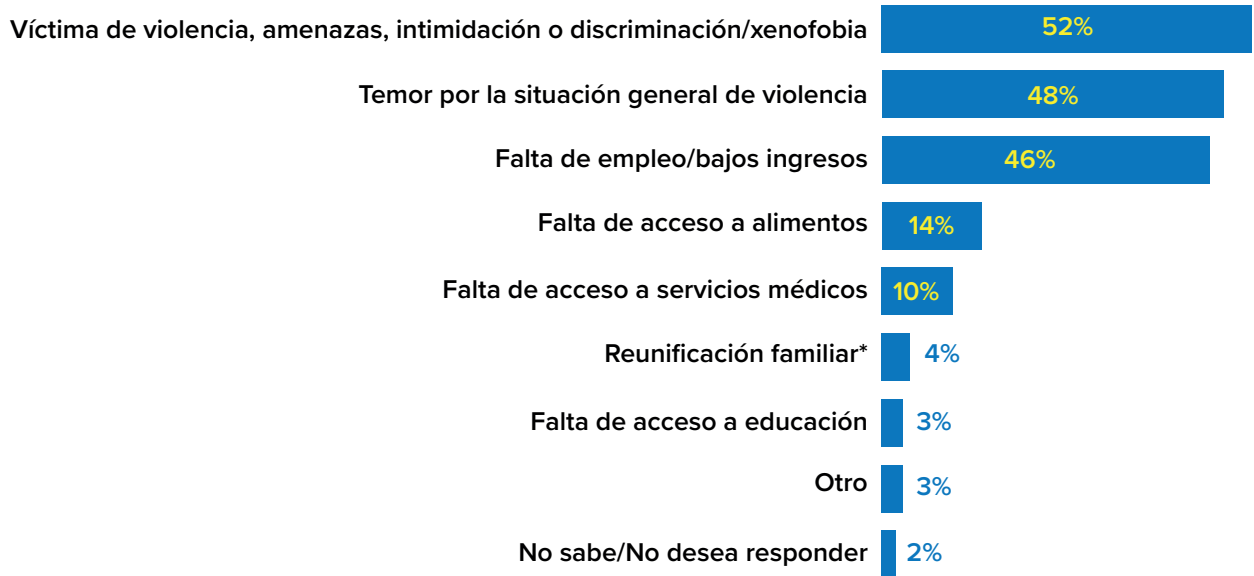 Víctima de violencia, amenazas, intimidación o discriminación/xenofobia 52%
Temor por la situación general de violencia 48%
Falta de empleo/bajos ingresos 46%
Falta de acceso a alimentos 14%
Falta de acceso a servicios médicos 10%
Reunificación familiar* 4%
Falta de acceso a educación 3%
Otro 3%
No sabe/No desea responder 2%